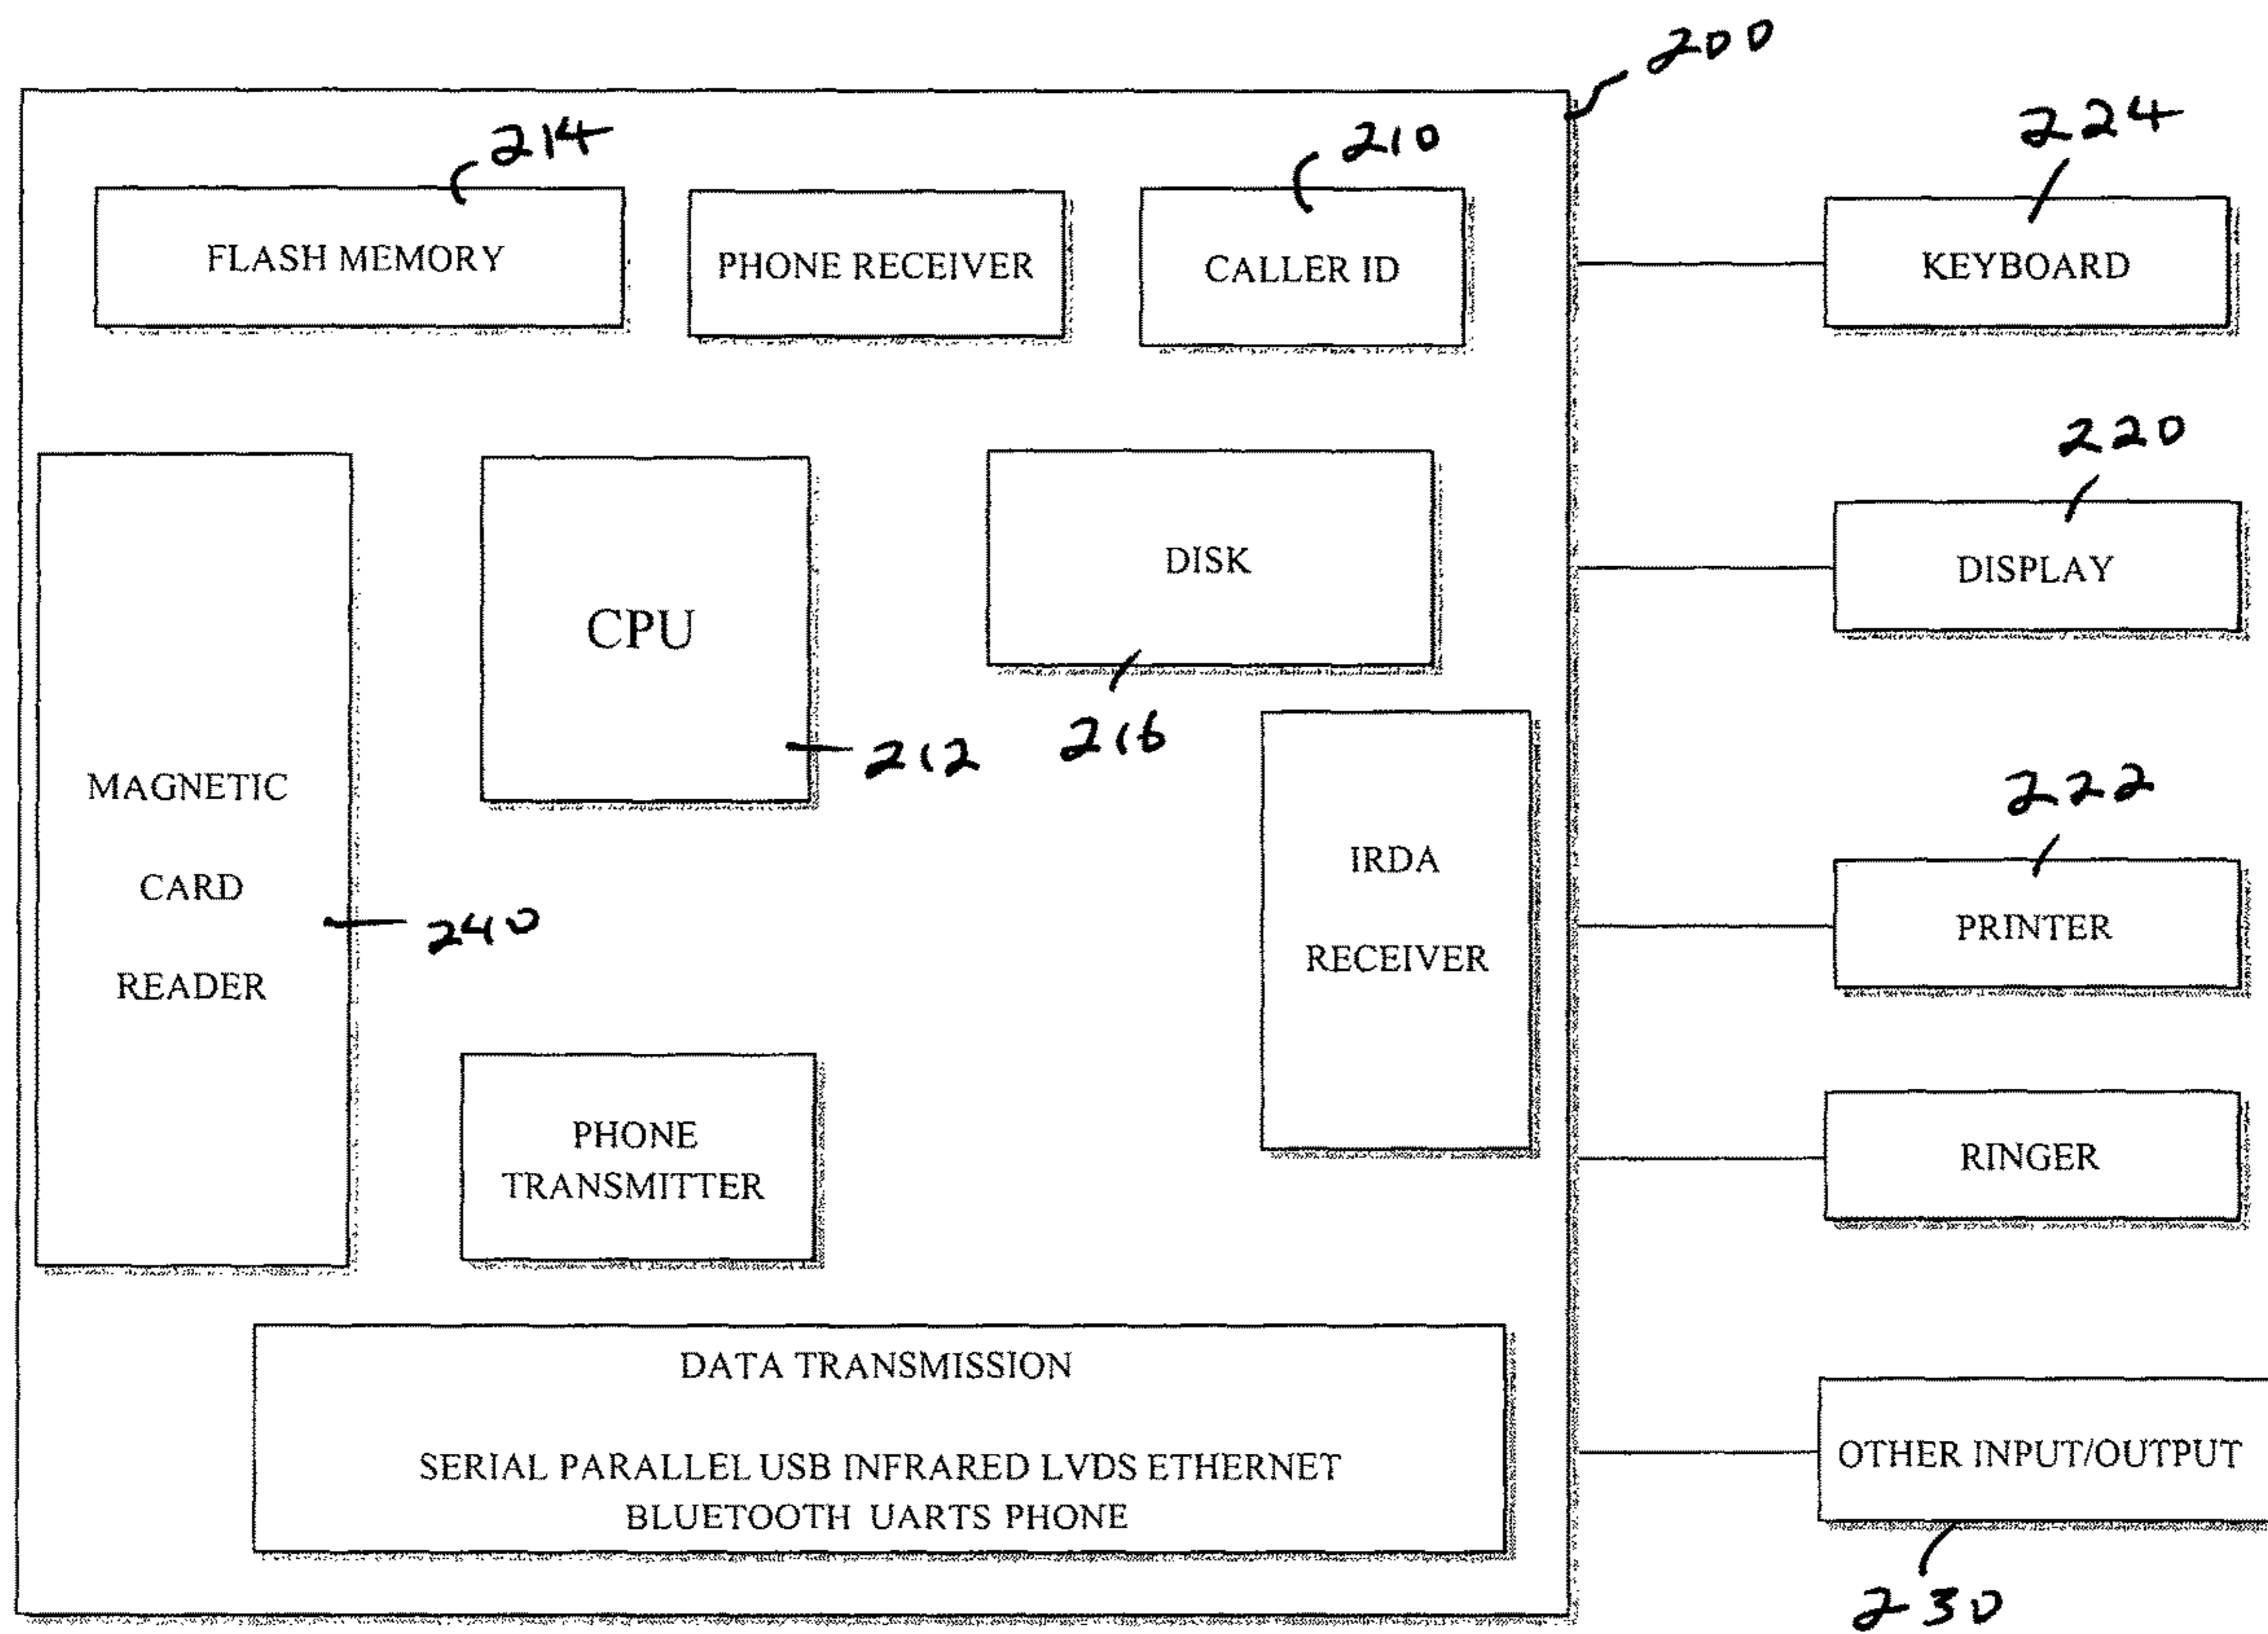 200
214
210
224
FLASH MEMORY
PHONE RECEIVER
CALLER ID
KEYBOARD
220
DISK
DISPLAY
CPU
216
212
222
MAGNETIC
CARD
READER
240
IRDA
RECEIVER
PRINTER
PHONE
TRANSMITTER
RINGER
DATA TRANSMISSION
SERIAL PARALLEL USB INFRARED LVDS ETHERNET
BLUETOOTH UARTS PHONE
OTHER INPUT/OUTPUT
230